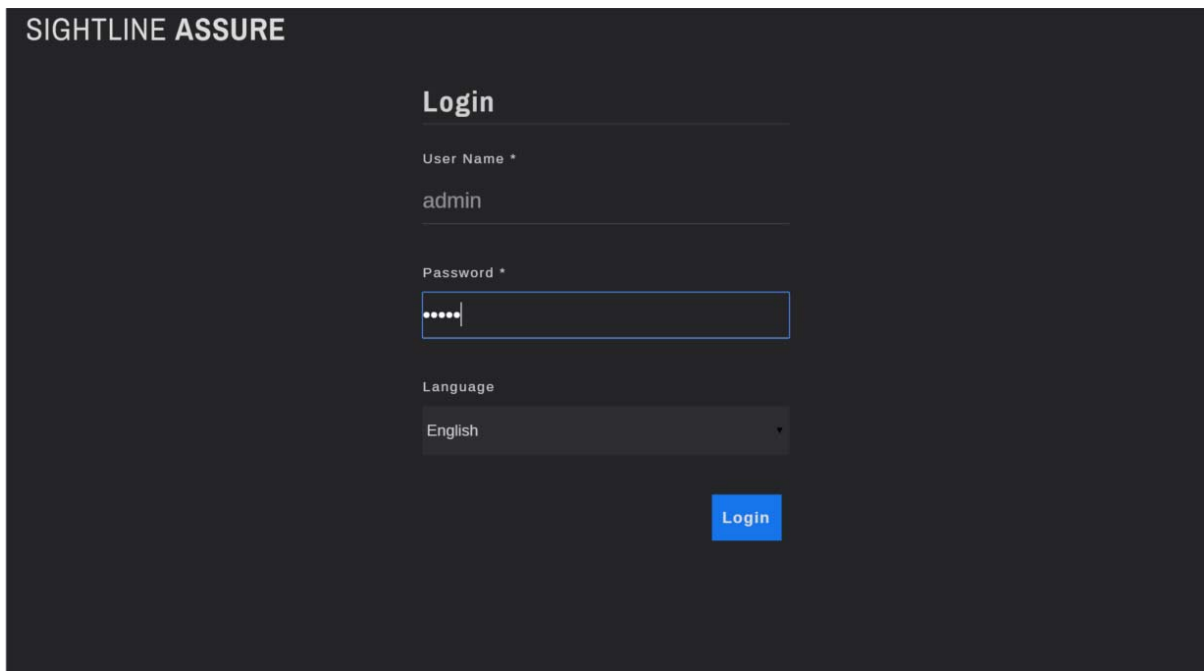 SIGHTLINE ASSURE
Login
User Name *
admin
Password *
•••••
Language
English
Login